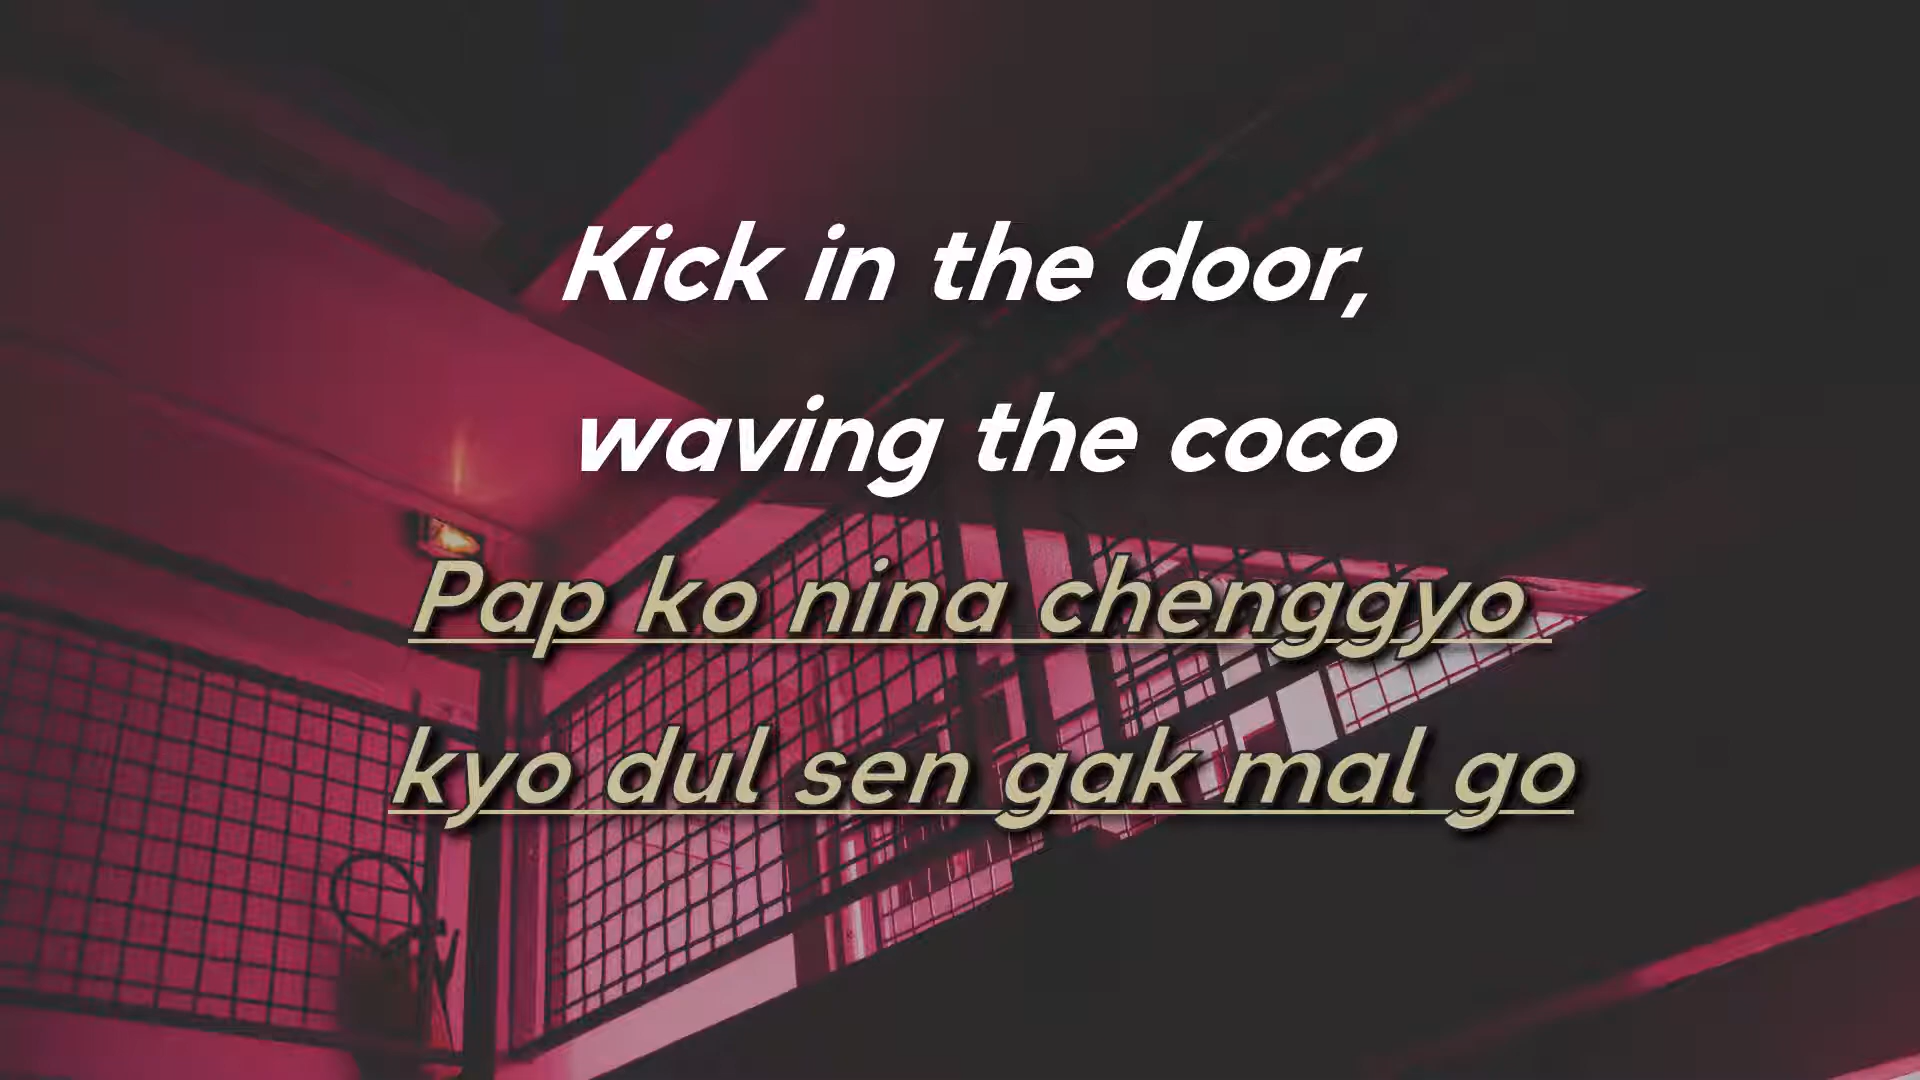 Kick in the door,
waving the coco
Pap ko nina chenggyo
kyo dul sen gak mal go